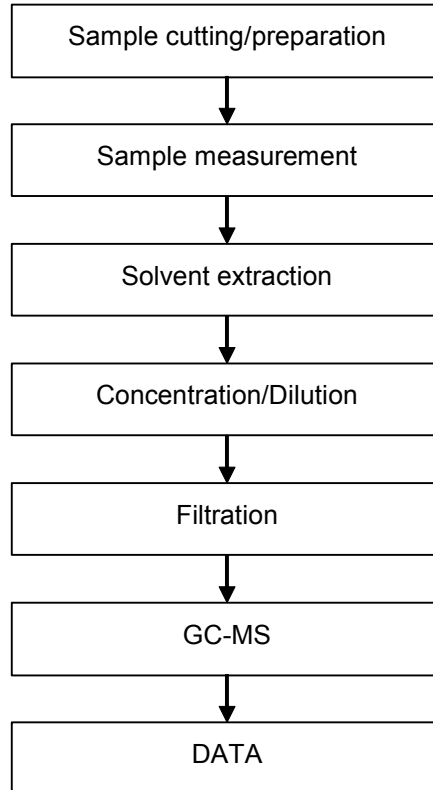 Sample cutting/preparation
Sample measurement
Solvent extraction
Concentration/Dilution
Filtration
GC-MS
DATA